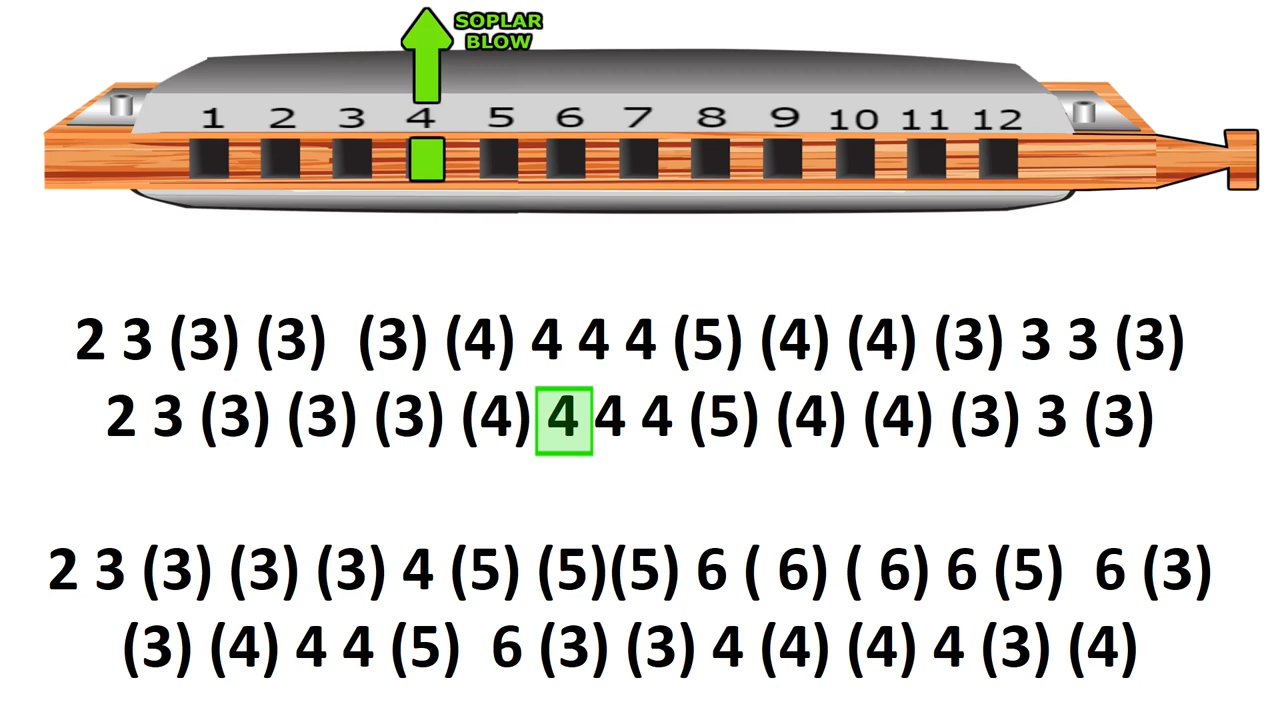 SOPLAR
BLOW
1 2 3 4 5 6 7 8 9 10 11 12
2 3 (3) (3)  (3) (4) 4 4 4 (5) (4) (4) (3) 3 3 (3)
2 3 (3) (3) (3) (4) 4 4 4 (5) (4) (4) (3) 3 (3)
2 3 (3) (3) (3) 4 (5) (5)(5) 6 ( 6) ( 6) 6 (5)  6 (3)
(3) (4) 4 4 (5)  6 (3) (3) 4 (4) (4) 4 (3) (4)